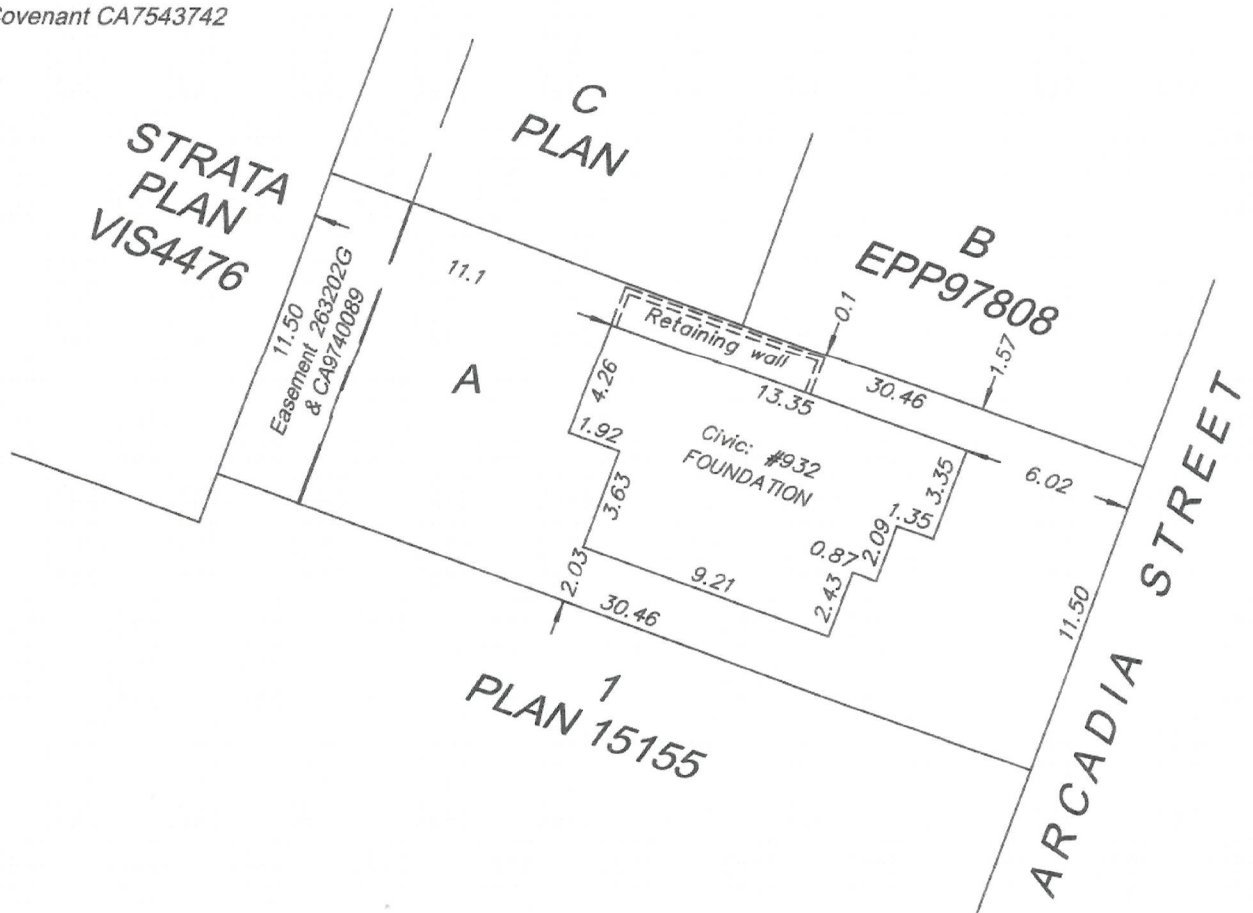 Covenant CA7543742
C
PLAN
STRATA
PLAN
VIS4476
B
EPP97808
11.50
Easement 263202G
& CA9740089
11.1
A
Retaining wall
0.1
1.57
30.46
13.35
4.26
1.92
3.63
2.03
Civic: #932
FOUNDATION
6.02
3.35
1.35
2.09
0.87
2.43
9.21
30.46
11.50
1
PLAN 15155
ARCADIA STREET